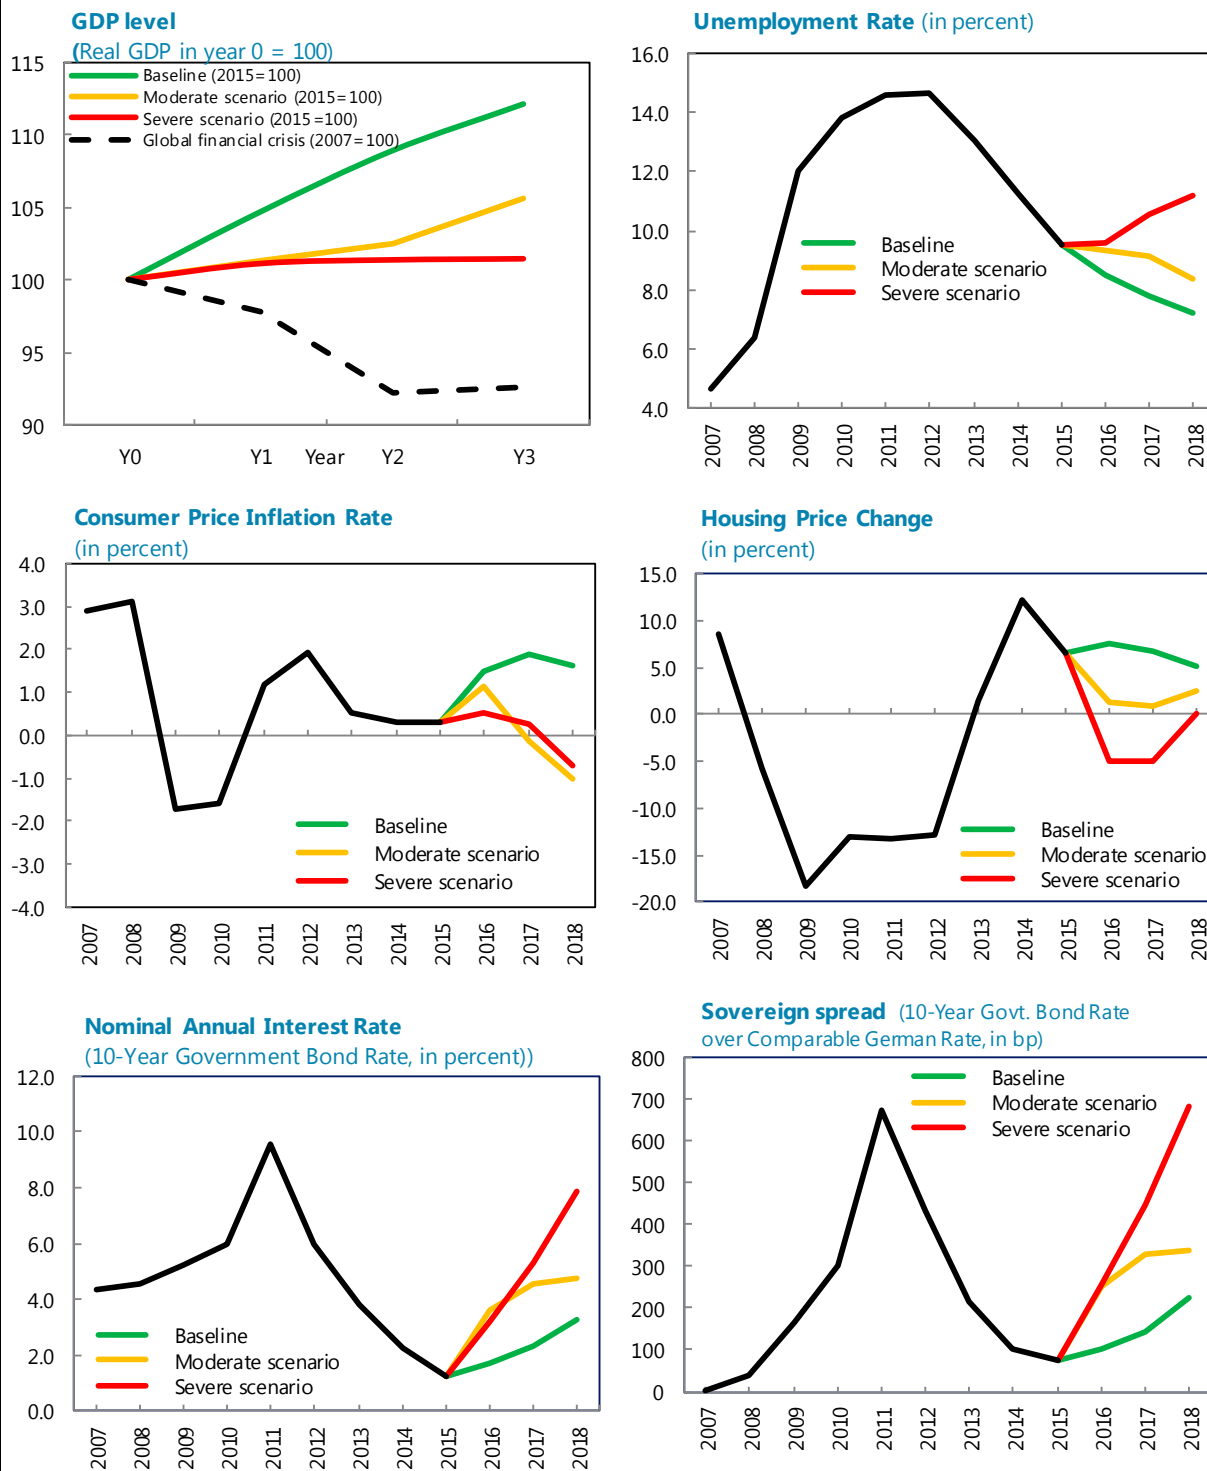 GDP level
(Real GDP in year 0 = 100)
115
110
105
100
95
90
Baseline (2015=100)
Moderate scenario (2015=100)
Severe scenario (2015=100)
Global financial crisis (2007=100)
Y0 Y1 Year Y2 Y3
Unemployment Rate (in percent)
16.0
14.0
12.0
10.0
8.0
6.0
4.0
Baseline
Moderate scenario
Severe scenario
2007 2008 2009 2010 2011 2012 2013 2014 2015 2016 2017 2018
Consumer Price Inflation Rate
(in percent)
4.0
3.0
2.0
1.0
0.0
-1.0
-2.0
-3.0
-4.0
Baseline
Moderate scenario
Severe scenario
2007 2008 2009 2010 2011 2012 2013 2014 2015 2016 2017 2018
Housing Price Change
(in percent)
15.0
10.0
5.0
0.0
-5.0
-10.0
-15.0
-20.0
Baseline
Moderate scenario
Severe scenario
2007 2008 2009 2010 2011 2012 2013 2014 2015 2016 2017 2018
Nominal Annual Interest Rate
(10-Year Government Bond Rate, in percent))
12.0
10.0
8.0
6.0
4.0
2.0
0.0
Baseline
Moderate scenario
Severe scenario
2007 2008 2009 2010 2011 2012 2013 2014 2015 2016 2017 2018
Sovereign spread (10-Year Govt. Bond Rate
over Comparable German Rate, in bp)
800
700
600
500
400
300
200
100
0
Baseline
Moderate scenario
Severe scenario
2007 2008 2009 2010 2011 2012 2013 2014 2015 2016 2017 2018